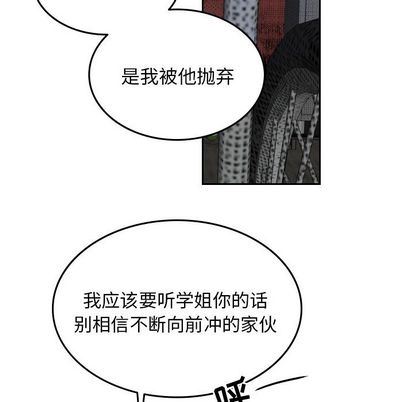 是我被他抛弃
我应该要听学姐你的话
别相信不断向前冲的家伙